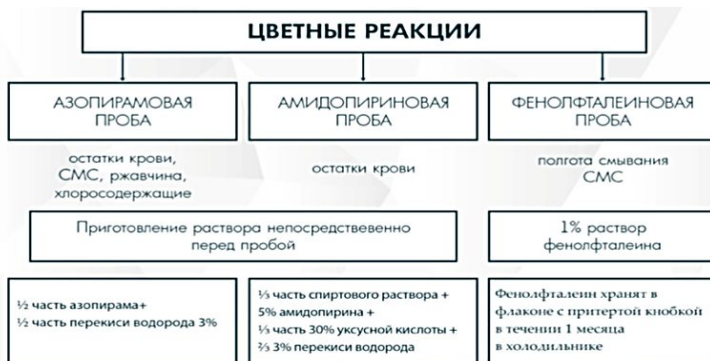 ЦВЕТНЫЕ РЕАКЦИИ
АЗОПИРАМОВАЯ
ПРОБА
АМИДОПИРИНОВАЯ
ПРОБА
ФЕНОЛФТАЛЕИНОВАЯ
ПРОБА
остатки крови,
СМС, ржавчина,
хлоросодержащие
остатки крови
полгота смывания
СМС
Приготовление раствора непосредствевенно
перед пробой
1% раствор
фенолфталеина
½ часть азопирама+
½ часть перекиси водорода 3%
⅓ часть спиртового раствора +
5% амидопирина +
⅓ часть 30% уксусной кислоты +
⅔ 3% перекиси водорода
Фенолфталеин хранят в
флаконе с притертой кнобкой
в течении 1 месяца
в холодильнике